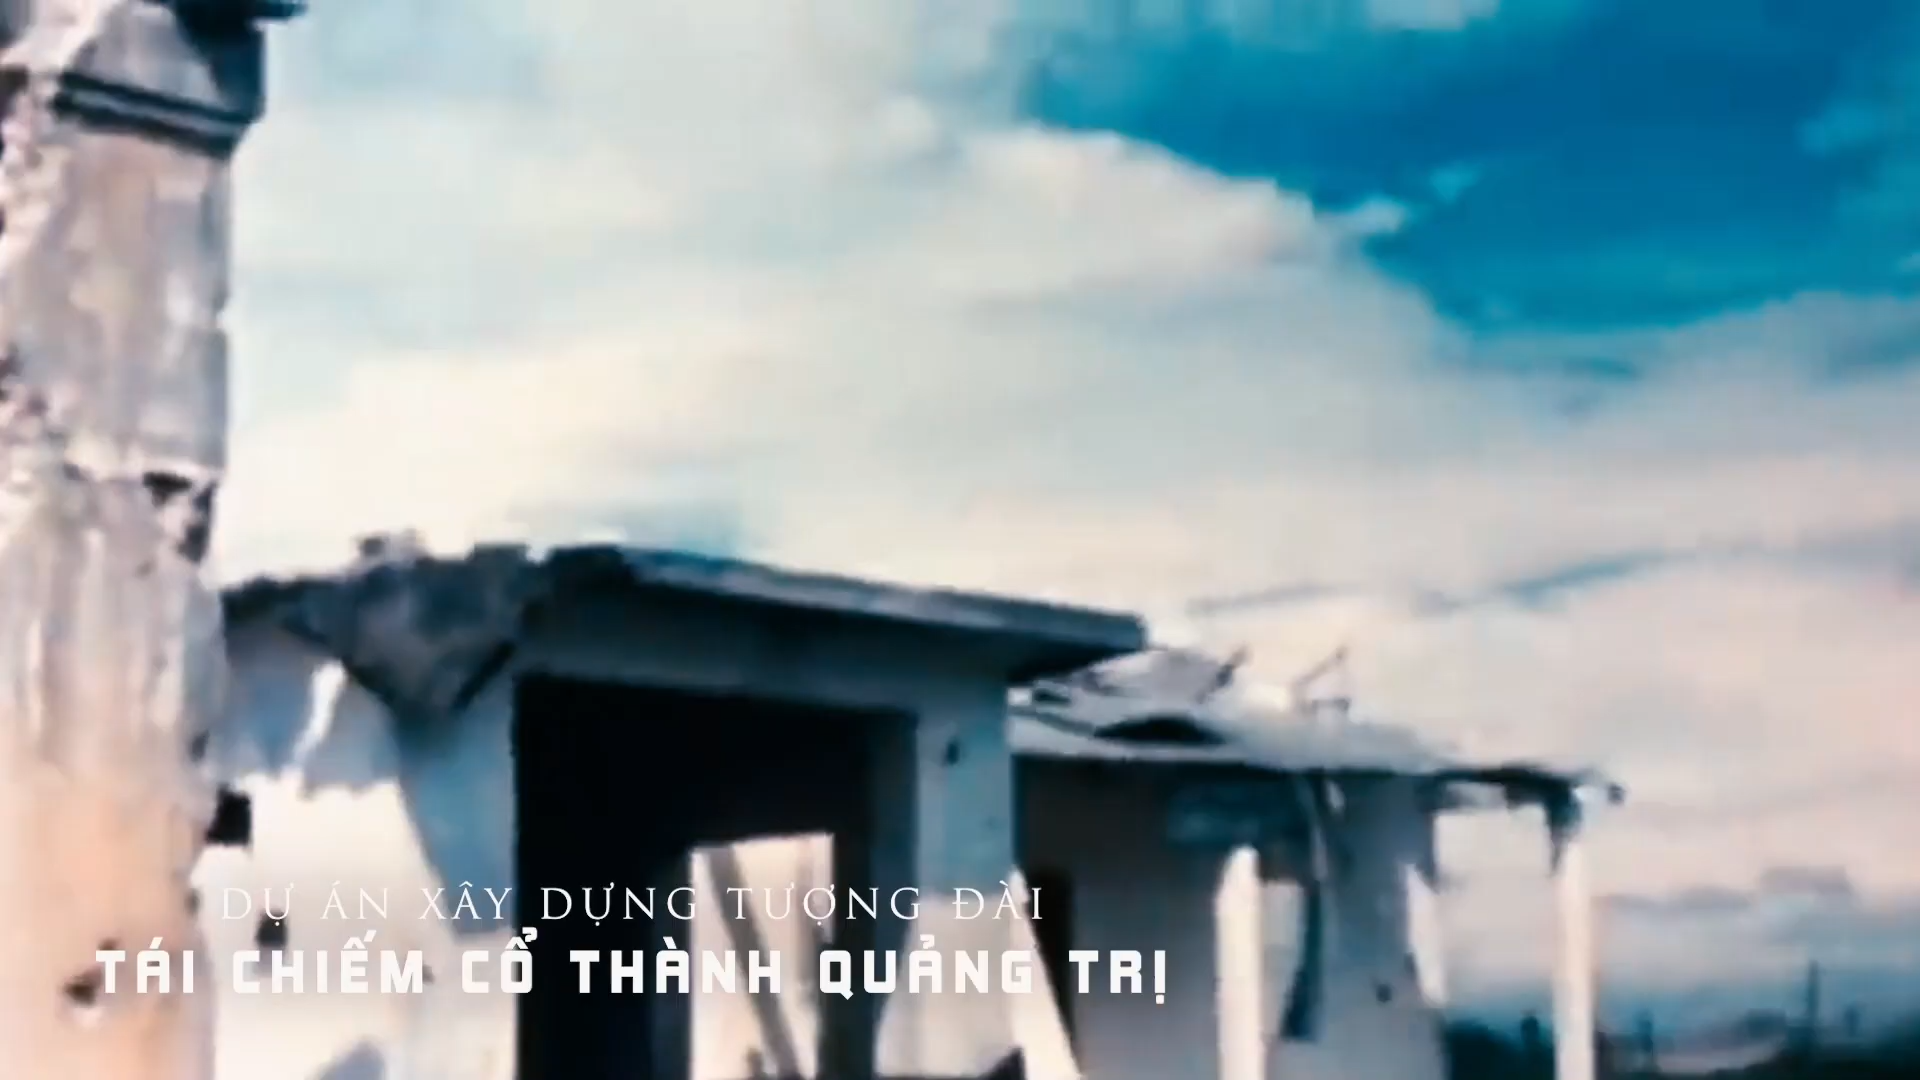 DỰ ÁN XÂY DỰNG TƯỢNG ĐÀI
TÁI CHIẾM CỔ THÀNH QUẢNG TRỊ